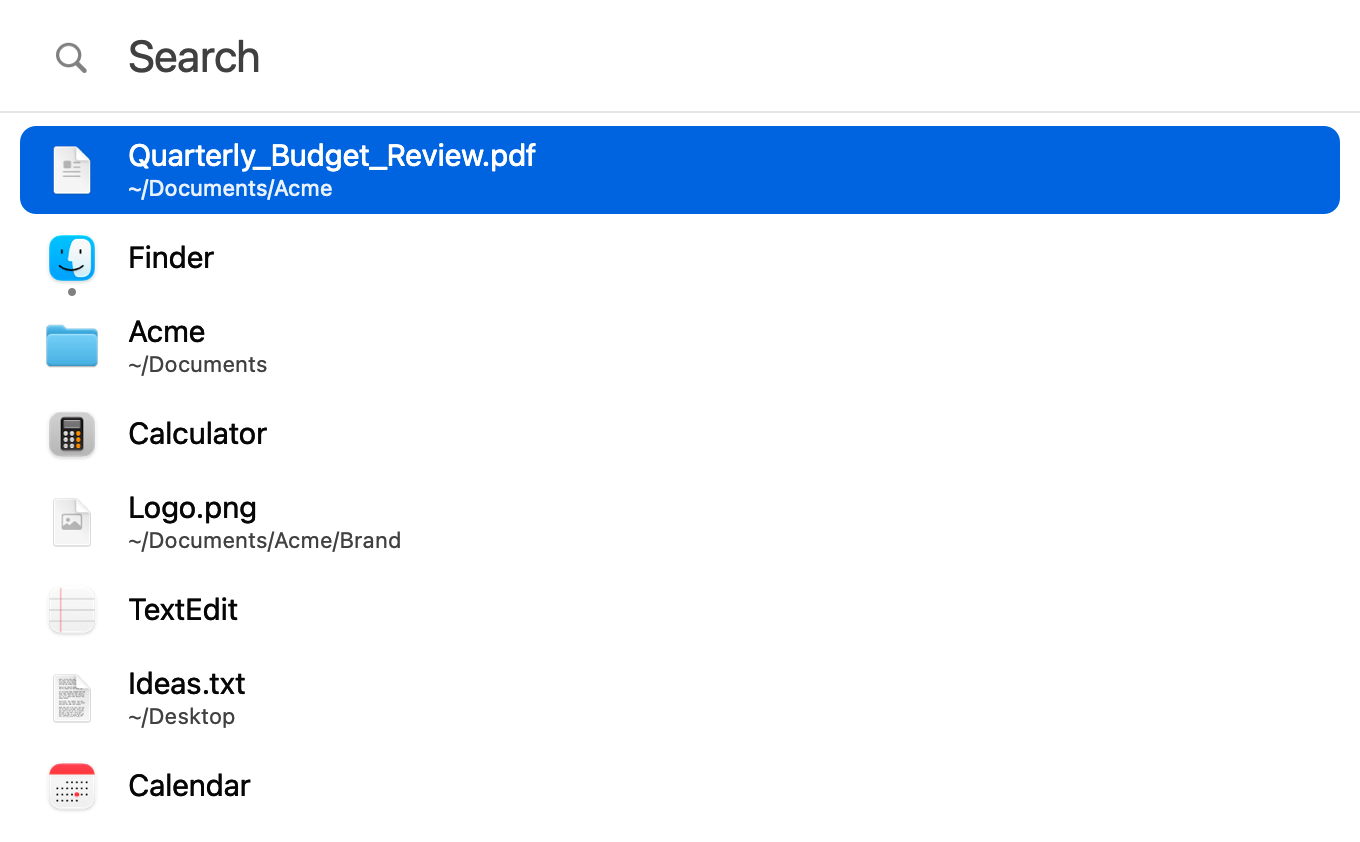 Search
Quarterly_Budget_Review.pdf
~/Documents/Acme
Finder
Acme
~/Documents
Calculator
Logo.png
~/Documents/Acme/Brand
TextEdit
Ideas.txt
~/Desktop
Calendar